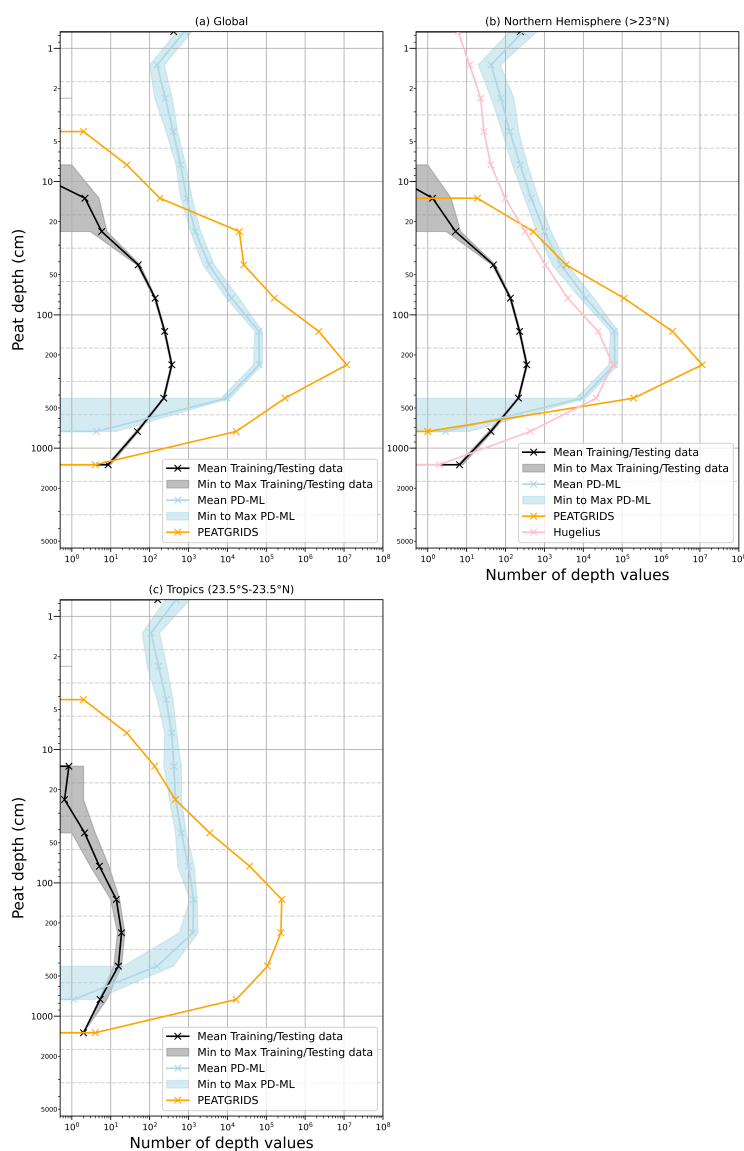 (a) Global
Peat depth (cm)
1
2
5
10
20
50
100
200
500
1000
2000
5000
10⁰
10¹
10²
10³
10⁴
10⁵
10⁶
10⁷
10⁸
Mean Training/Testing data
Min to Max Training/Testing data
Mean PD-ML
Min to Max PD-ML
PEATGRIDS
(b) Northern Hemisphere (>23°N)
1
2
5
10
20
50
100
200
500
1000
2000
5000
10⁰
10¹
10²
10³
10⁴
10⁵
10⁶
10⁷
10⁸
Number of depth values
Mean Training/Testing data
Min to Max Training/Testing data
Mean PD-ML
Min to Max PD-ML
PEATGRIDS
Hugelius
(c) Tropics (23.5°S-23.5°N)
Peat depth (cm)
1
2
5
10
20
50
100
200
500
1000
2000
5000
10⁰
10¹
10²
10³
10⁴
10⁵
10⁶
10⁷
10⁸
Number of depth values
Mean Training/Testing data
Min to Max Training/Testing data
Mean PD-ML
Min to Max PD-ML
PEATGRIDS